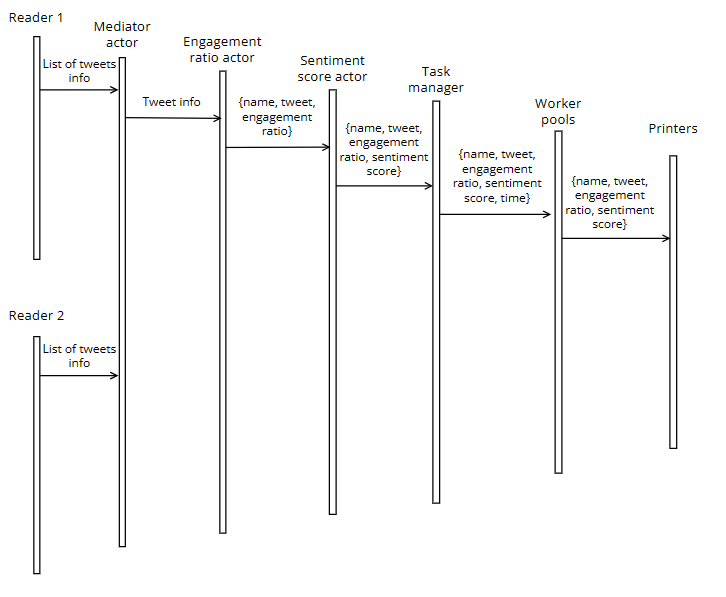 Reader 1
Mediator
actor
Engagement
ratio actor
Sentiment
score actor
Task
manager
Worker
pools
Printers
List of tweets
info
Tweet info
{name, tweet,
engagement
ratio}
{name, tweet,
engagement
ratio, sentiment
score}
{name, tweet,
engagement
ratio, sentiment
score, time}
{name, tweet,
engagement
ratio, sentiment
score}
Reader 2
List of tweets
info